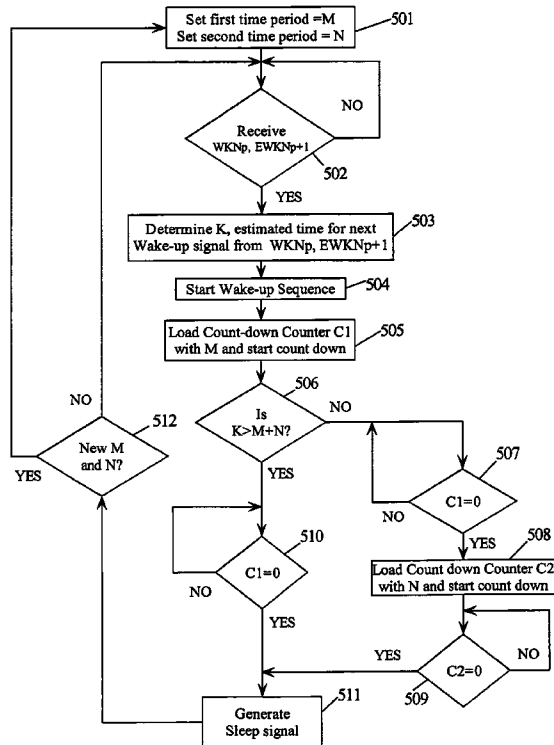 Set first time period =M
Set second time period = N
501
NO
Receive
WKNp, EWKNp+1
502
YES
Determine K, estimated time for next
Wake-up signal from WKNp, EWKNp+1
503
Start Wake-up Sequence
504
Load Count-down Counter C1
with M and start count down
505
506
Is
K>M+N?
NO
YES
NO
512
New M
and N?
YES
507
C1=0
NO
YES
510
C1=0
NO
YES
508
Load Count down Counter C2
with N and start count down
C2=0
NO
YES
509
Generate
Sleep signal
511